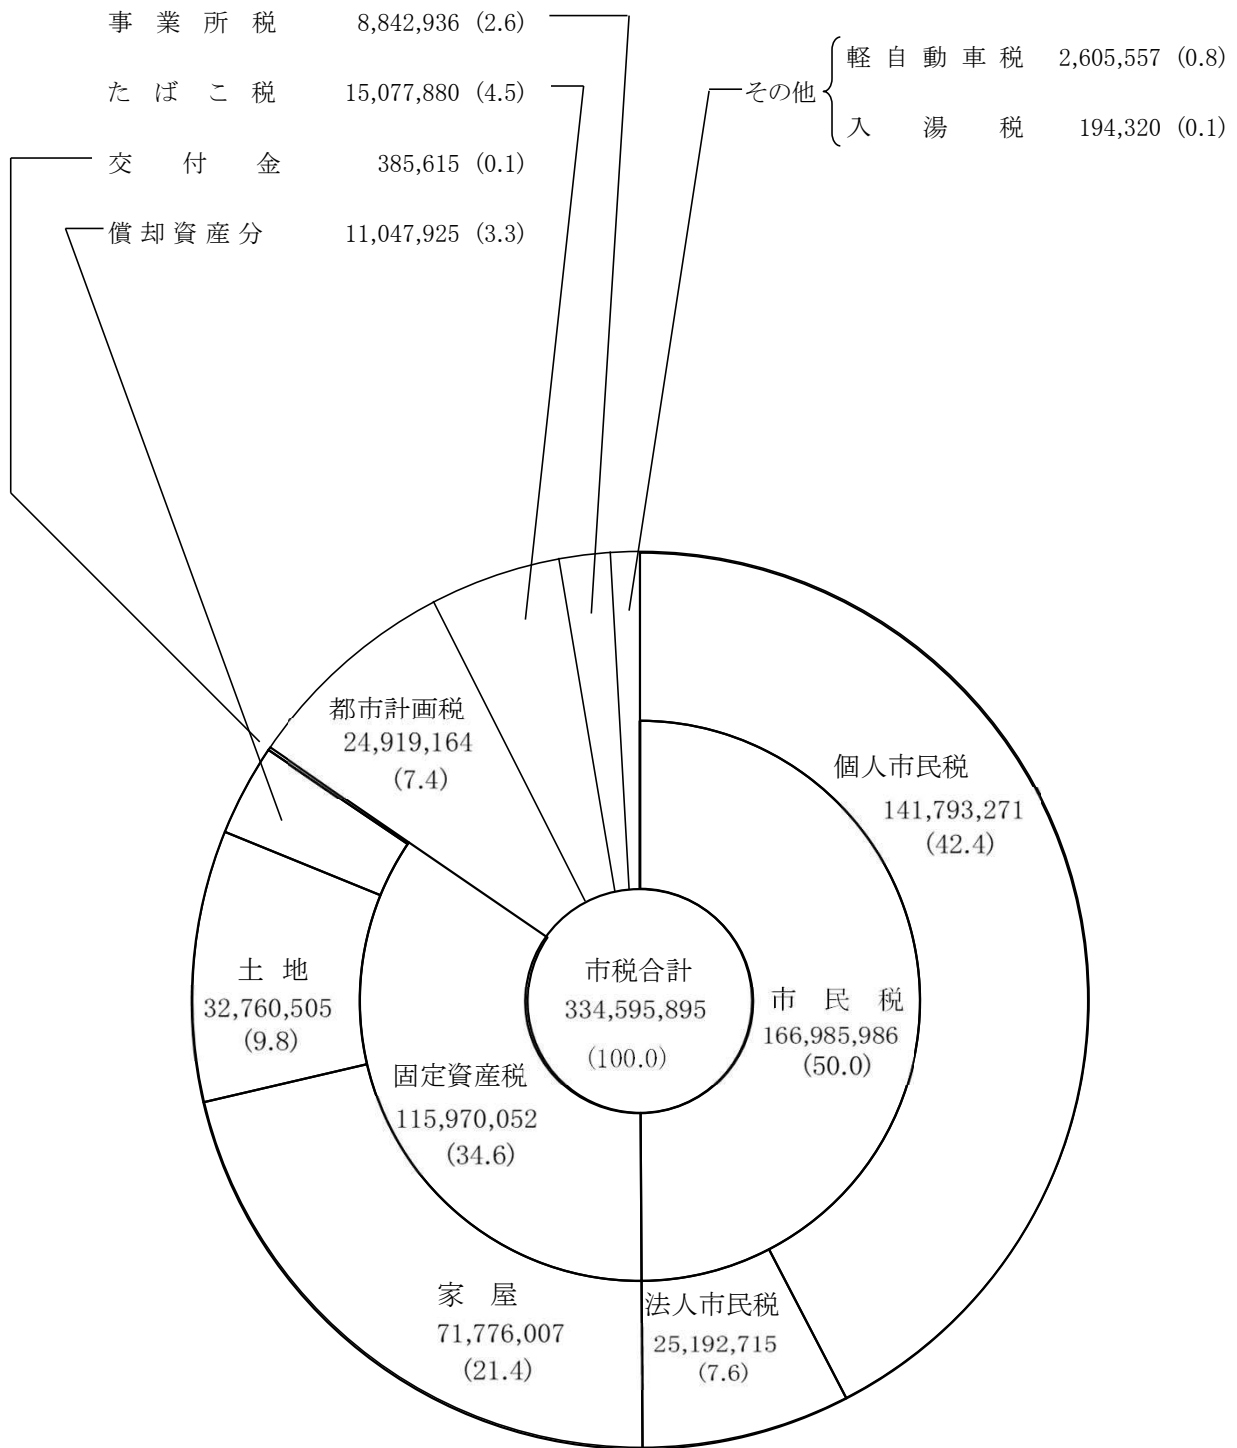 事業所税 8,842,936 (2.6)
たばこ税 15,077,880 (4.5)
交付金 385,615 (0.1)
償却資産分 11,047,925 (3.3)
その他
軽自動車税 2,605,557 (0.8)
入湯税 194,320 (0.1)
都市計画税
24,919,164
(7.4)
個人市民税
141,793,271
(42.4)
土地
32,760,505
(9.8)
市税合計
334,595,895
(100.0)
市民税
166,985,986
(50.0)
固定資産税
115,970,052
(34.6)
家屋
71,776,007
(21.4)
法人市民税
25,192,715
(7.6)